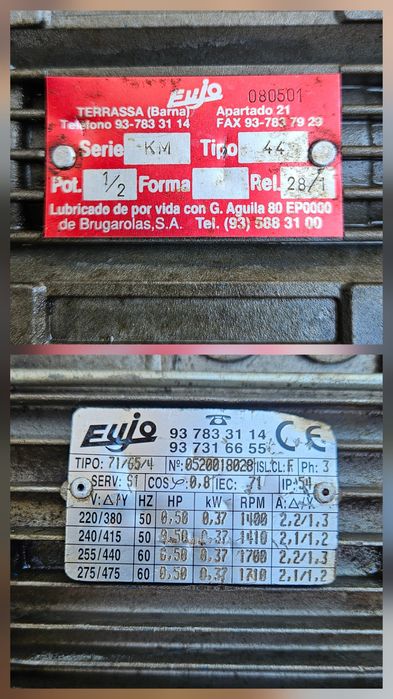 Eujo 080501
TERRASSA (Barna) Apartado 21
Telefono 93-783 31 14 FAX 93-783 79 29
Serie KM Tipo 44
Pot. 1/2 Forma Rel. 28/1
Lubricado de por vida con G. Aguila 80 EP0000
de Brugarolas,S.A. Tel. (93) 588 31 00
Eujo 93 783 31 14 CE
93 731 66 55
TIPO: 71/G5/4 Nº: 0520018028 ISL.CL: F Ph: 3
SERV: S1 COSφ: 0,8 IEC: 71 IP: 54
V: △/Y HZ HP kW RPM A: △/Y
220/380 50 0,50 0,37 1400 2,2/1,3
240/415 50 0,50 0,37 1410 2,1/1,2
255/440 60 0,50 0,37 1700 2,2/1,3
275/475 60 0,50 0,37 1710 2,1/1,2